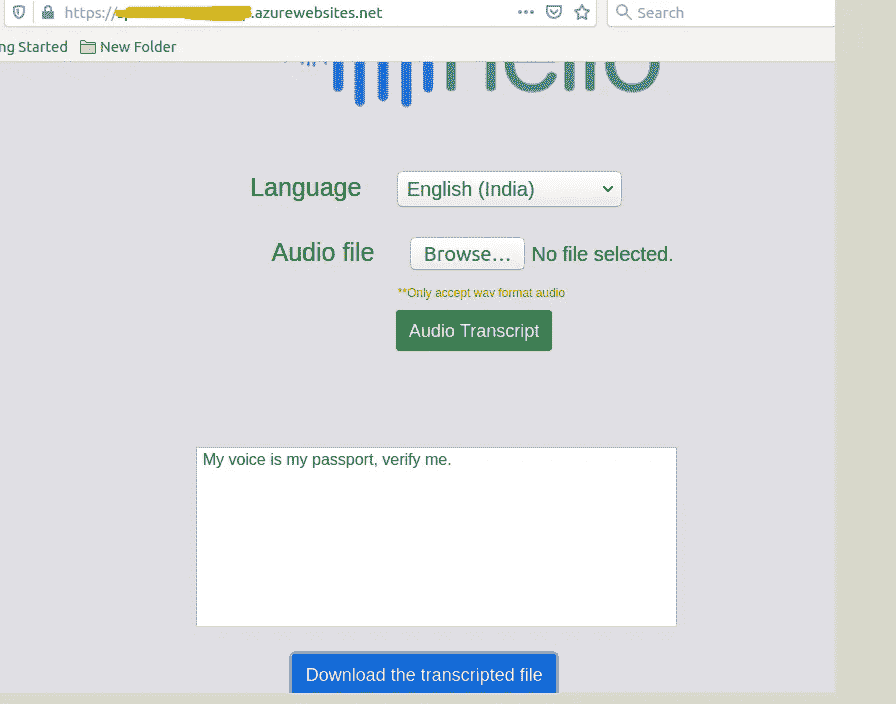 https:// .azurewebsites.net
Search
ng Started New Folder
Hello
Language English (India)
Audio file Browse... No file selected.
**Only accept wav format audio
Audio Transcript
My voice is my passport, verify me.
Download the transcripted file